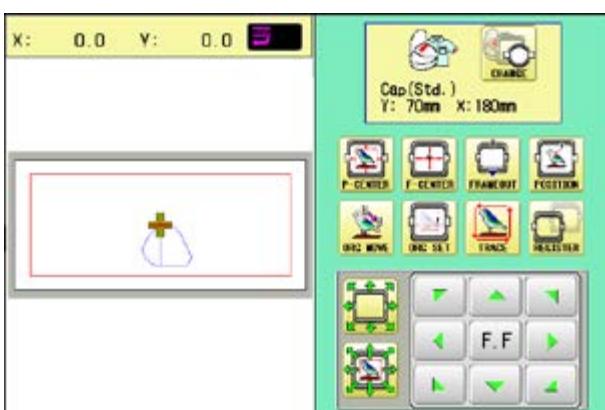 X: 0.0 Y: 0.0
CHANGE
Cap(Std.)
Y: 70mm X:180mm
P-CENTER F-CENTER FRAMEOUT POSITION
ORG MOVE ORG SET TRACE REGISTER
F.F